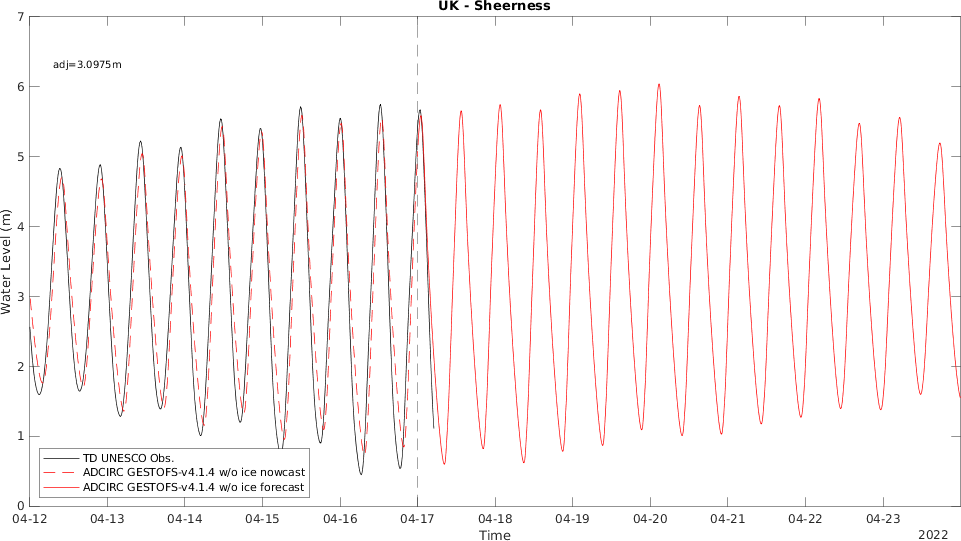 UK - Sheerness
7
adj=3.0975m
6
5
4
3
2
1
0
Water Level (m)
TD UNESCO Obs.
ADCIRC GESTOFS-v4.1.4 w/o ice nowcast
ADCIRC GESTOFS-v4.1.4 w/o ice forecast
04-12 04-13 04-14 04-15 04-16 04-17 04-18 04-19 04-20 04-21 04-22 04-23
Time
2022